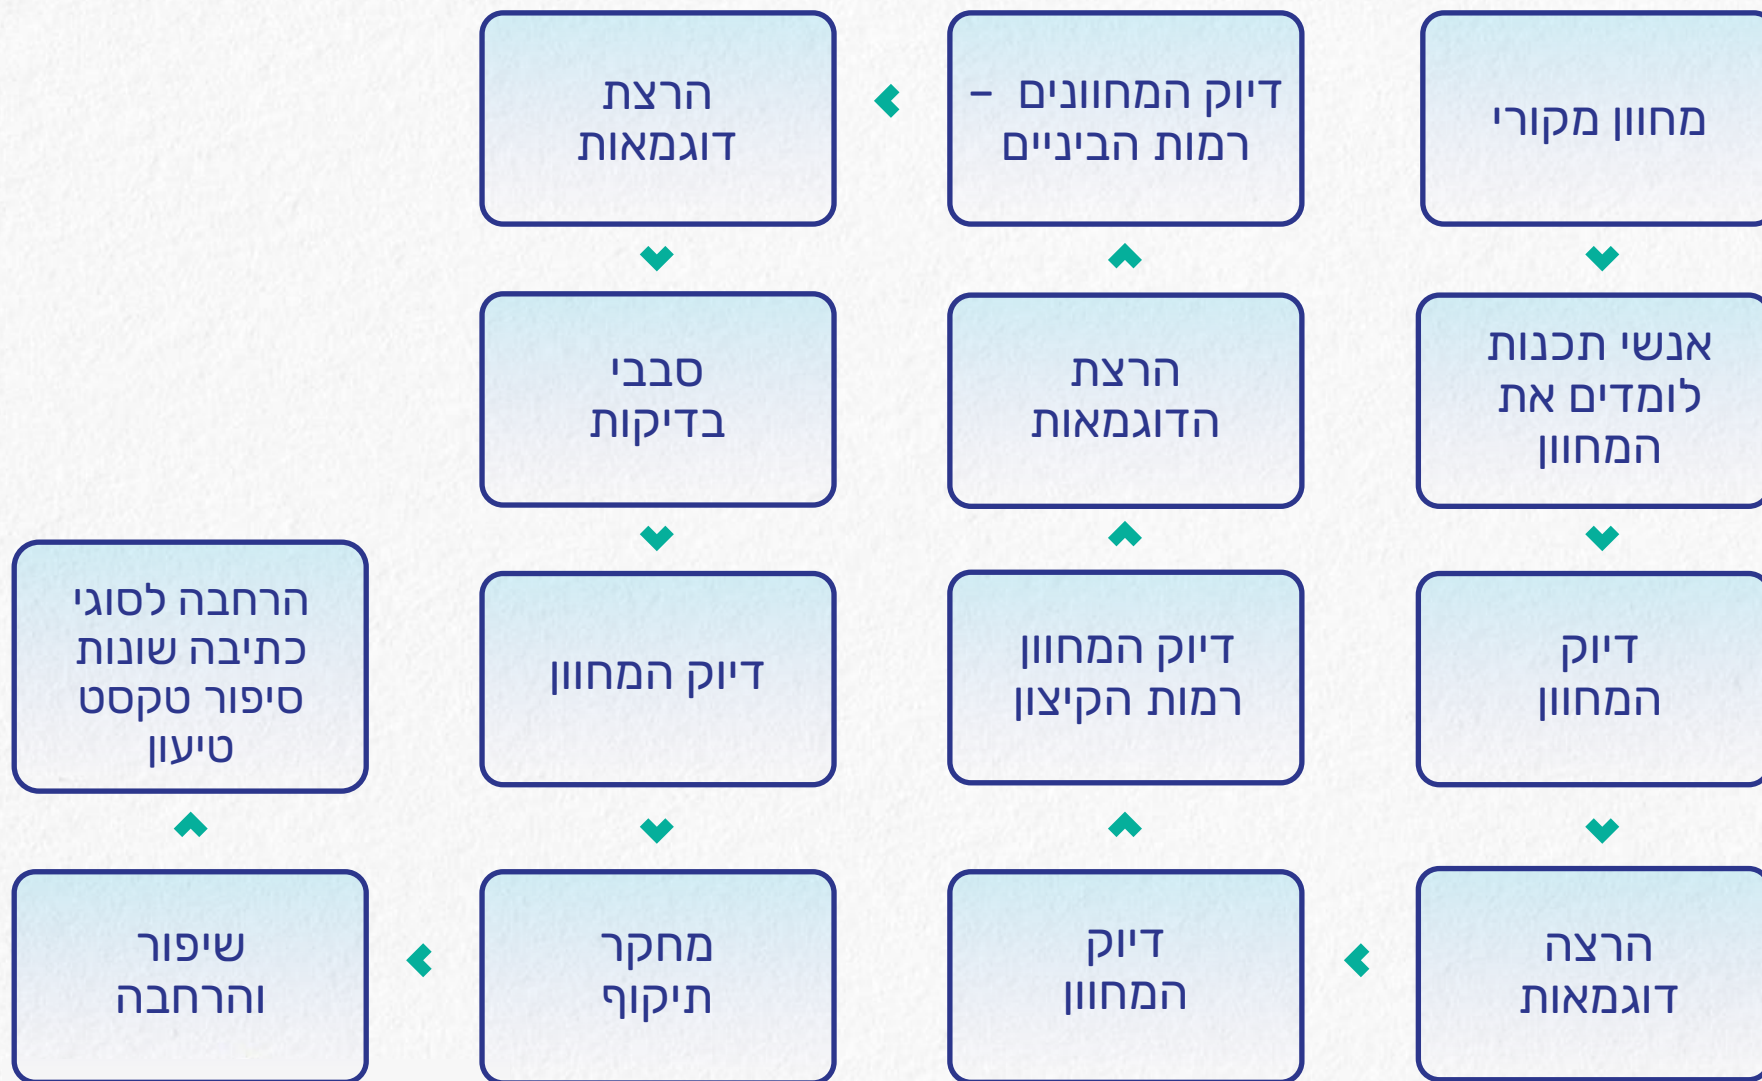 מחוון מקורי
אנשי תכנות
לומדים את
המחוון
דיוק
המחוון
הרצה
דוגמאות
דיוק
המחוון
דיוק המחוון
רמות הקיצון
הרצת
הדוגמאות
דיוק המחוונים –
רמות הביניים
הרצת
דוגמאות
סבבי
בדיקות
דיוק המחוון
מחקר
תיקוף
שיפור
והרחבה
הרחבה לסוגי
כתיבה שונות
סיפור טקסט
טיעון